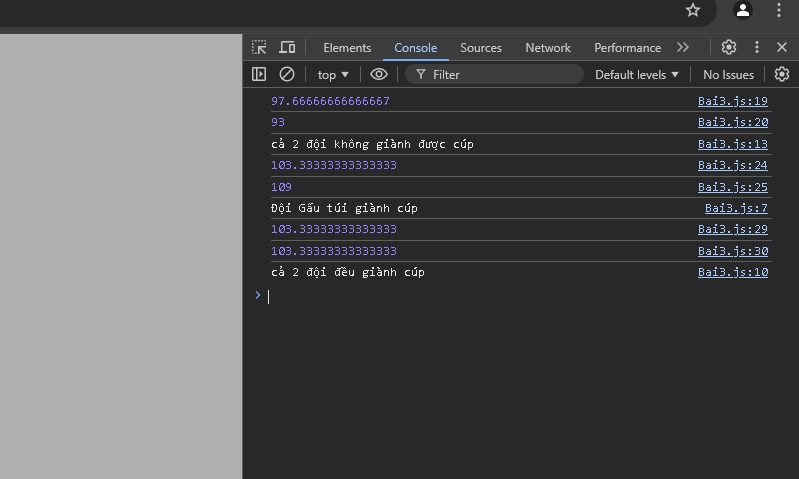 Elements Console Sources Network Performance
top Filter Default levels No Issues
97.66666666666667 Bai3.js:19
93 Bai3.js:20
cả 2 đội không giành được cúp Bai3.js:13
103.33333333333333 Bai3.js:24
109 Bai3.js:25
Đội Gấu túi giành cúp Bai3.js:7
103.33333333333333 Bai3.js:29
103.33333333333333 Bai3.js:30
cả 2 đội đều giành cúp Bai3.js:10